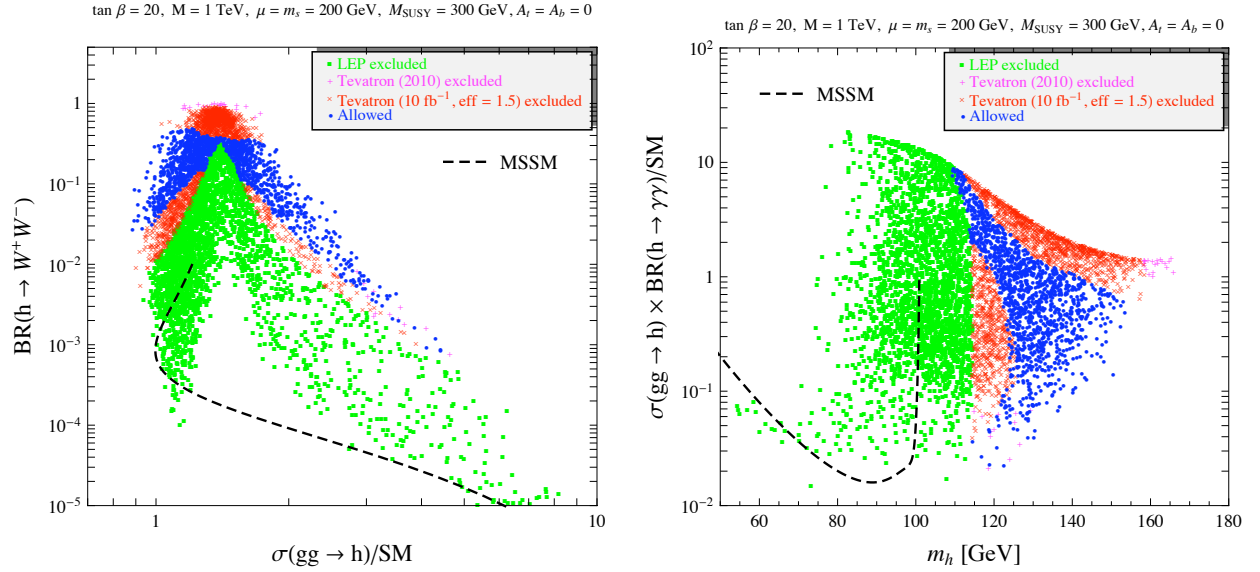 tan β = 20, M = 1 TeV, μ = m_s = 200 GeV, M_SUSY = 300 GeV, A_t = A_b = 0
LEP excluded
Tevatron (2010) excluded
Tevatron (10 fb⁻¹, eff = 1.5) excluded
Allowed
MSSM
1
10⁻¹
10⁻²
10⁻³
10⁻⁴
10⁻⁵
BR(h → W⁺W⁻)
1 10
σ(gg → h)/SM
tan β = 20, M = 1 TeV, μ = m_s = 200 GeV, M_SUSY = 300 GeV, A_t = A_b = 0
LEP excluded
Tevatron (2010) excluded
Tevatron (10 fb⁻¹, eff = 1.5) excluded
Allowed
MSSM
10²
10
1
10⁻¹
10⁻²
σ(gg → h) × BR(h → γγ)/SM
60 80 100 120 140 160 180
m_h [GeV]